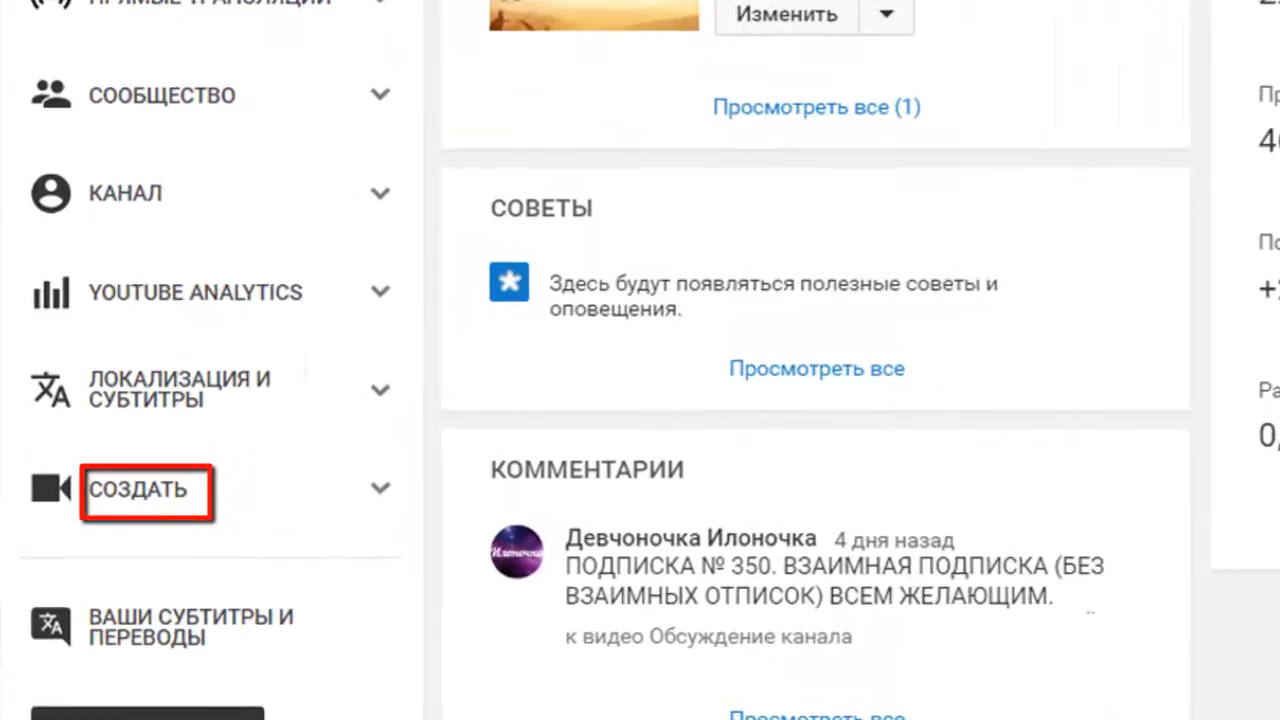 ПРЯМЫЕ ТРАНСЛЯЦИИ
СООБЩЕСТВО
КАНАЛ
YOUTUBE ANALYTICS
ЛОКАЛИЗАЦИЯ И
СУБТИТРЫ
СОЗДАТЬ
ВАШИ СУБТИТРЫ И
ПЕРЕВОДЫ
Изменить
Просмотреть все (1)
СОВЕТЫ
Здесь будут появляться полезные советы и
оповещения.
Просмотреть все
КОММЕНТАРИИ
Илоночка
Девчоночка Илоночка 4 дня назад
ПОДПИСКА № 350. ВЗАИМНАЯ ПОДПИСКА (БЕЗ
ВЗАИМНЫХ ОТПИСОК) ВСЕМ ЖЕЛАЮЩИМ.
к видео Обсуждение канала
Просмотреть все